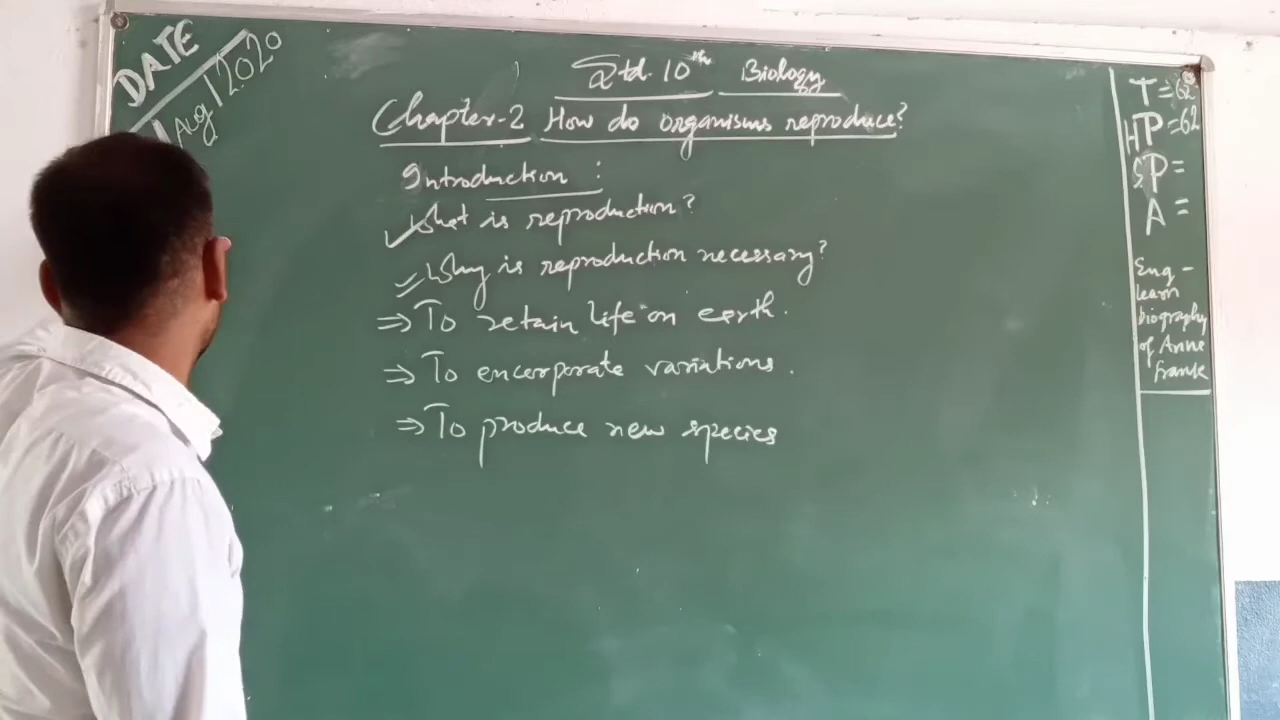 DATE
Aug 2020
Std. 10th Biology
Chapter-2 How do organisms reproduce?
Introduction :
What is reproduction?
Why is reproduction necessary?
⇒ To retain life on earth.
⇒ To encorporate variations.
⇒ To produce new species
T = 62
HP = 62
SP =
A =
Eng -
learn
biography
of Anne
Frank